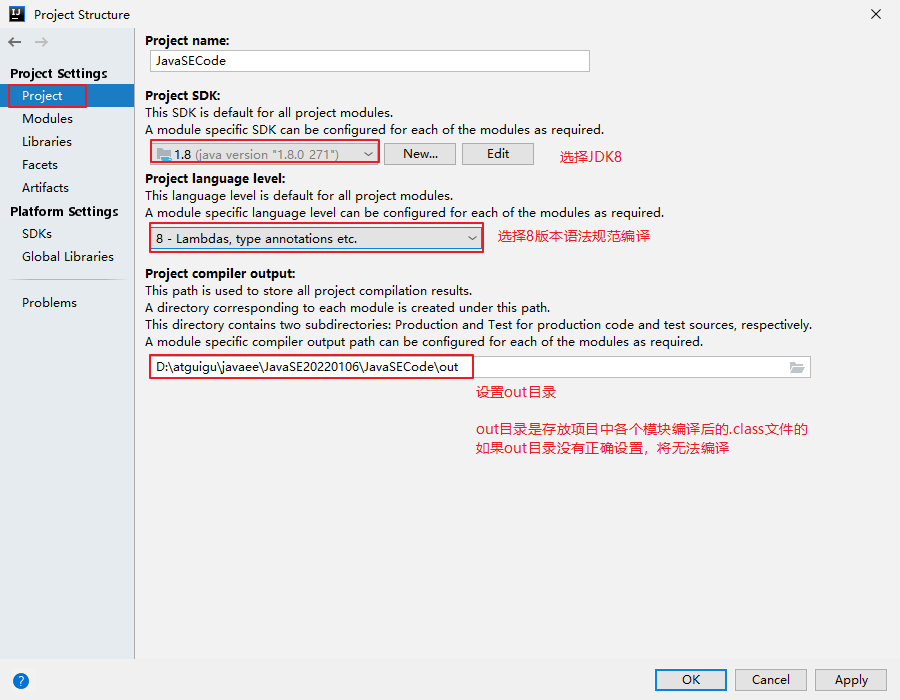 IJ
Project Structure
Project name:
JavaSECode
Project Settings
Project
Modules
Libraries
Facets
Artifacts
Platform Settings
SDKs
Global Libraries
Problems
Project SDK:
This SDK is default for all project modules.
A module specific SDK can be configured for each of the modules as required.
1.8 (java version "1.8.0_271")
New...
Edit
选择JDK8
Project language level:
This language level is default for all project modules.
A module specific language level can be configured for each of the modules as required.
8 - Lambdas, type annotations etc.
选择8版本语法规范编译
Project compiler output:
This path is used to store all project compilation results.
A directory corresponding to each module is created under this path.
This directory contains two subdirectories: Production and Test for production code and test sources, respectively.
A module specific compiler output path can be configured for each of the modules as required.
D:\atguigu\javaee\JavaSE20220106\JavaSECode\out
设置out目录
out目录是存放项目中各个模块编译后的.class文件的
如果out目录没有正确设置，将无法编译
?
OK
Cancel
Apply